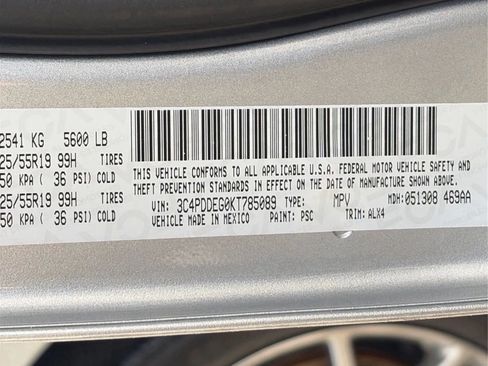 2541 KG 5600 LB
25/55R19 99H TIRES
50 KPA ( 36 PSI) COLD
25/55R19 99H TIRES
50 KPA ( 36 PSI) COLD
THIS VEHICLE CONFORMS TO ALL APPLICABLE U.S.A. FEDERAL MOTOR VEHICLE SAFETY AND
THEFT PREVENTION STANDARDS IN EFFECT ON THE DATE OF MANUFACTURE SHOWN ABOVE.
VIN: 3C4PDDEG0KT785089 TYPE: MPV MDH: 051308 469AA
VEHICLE MADE IN MEXICO PAINT: PSC TRIM: ALX4